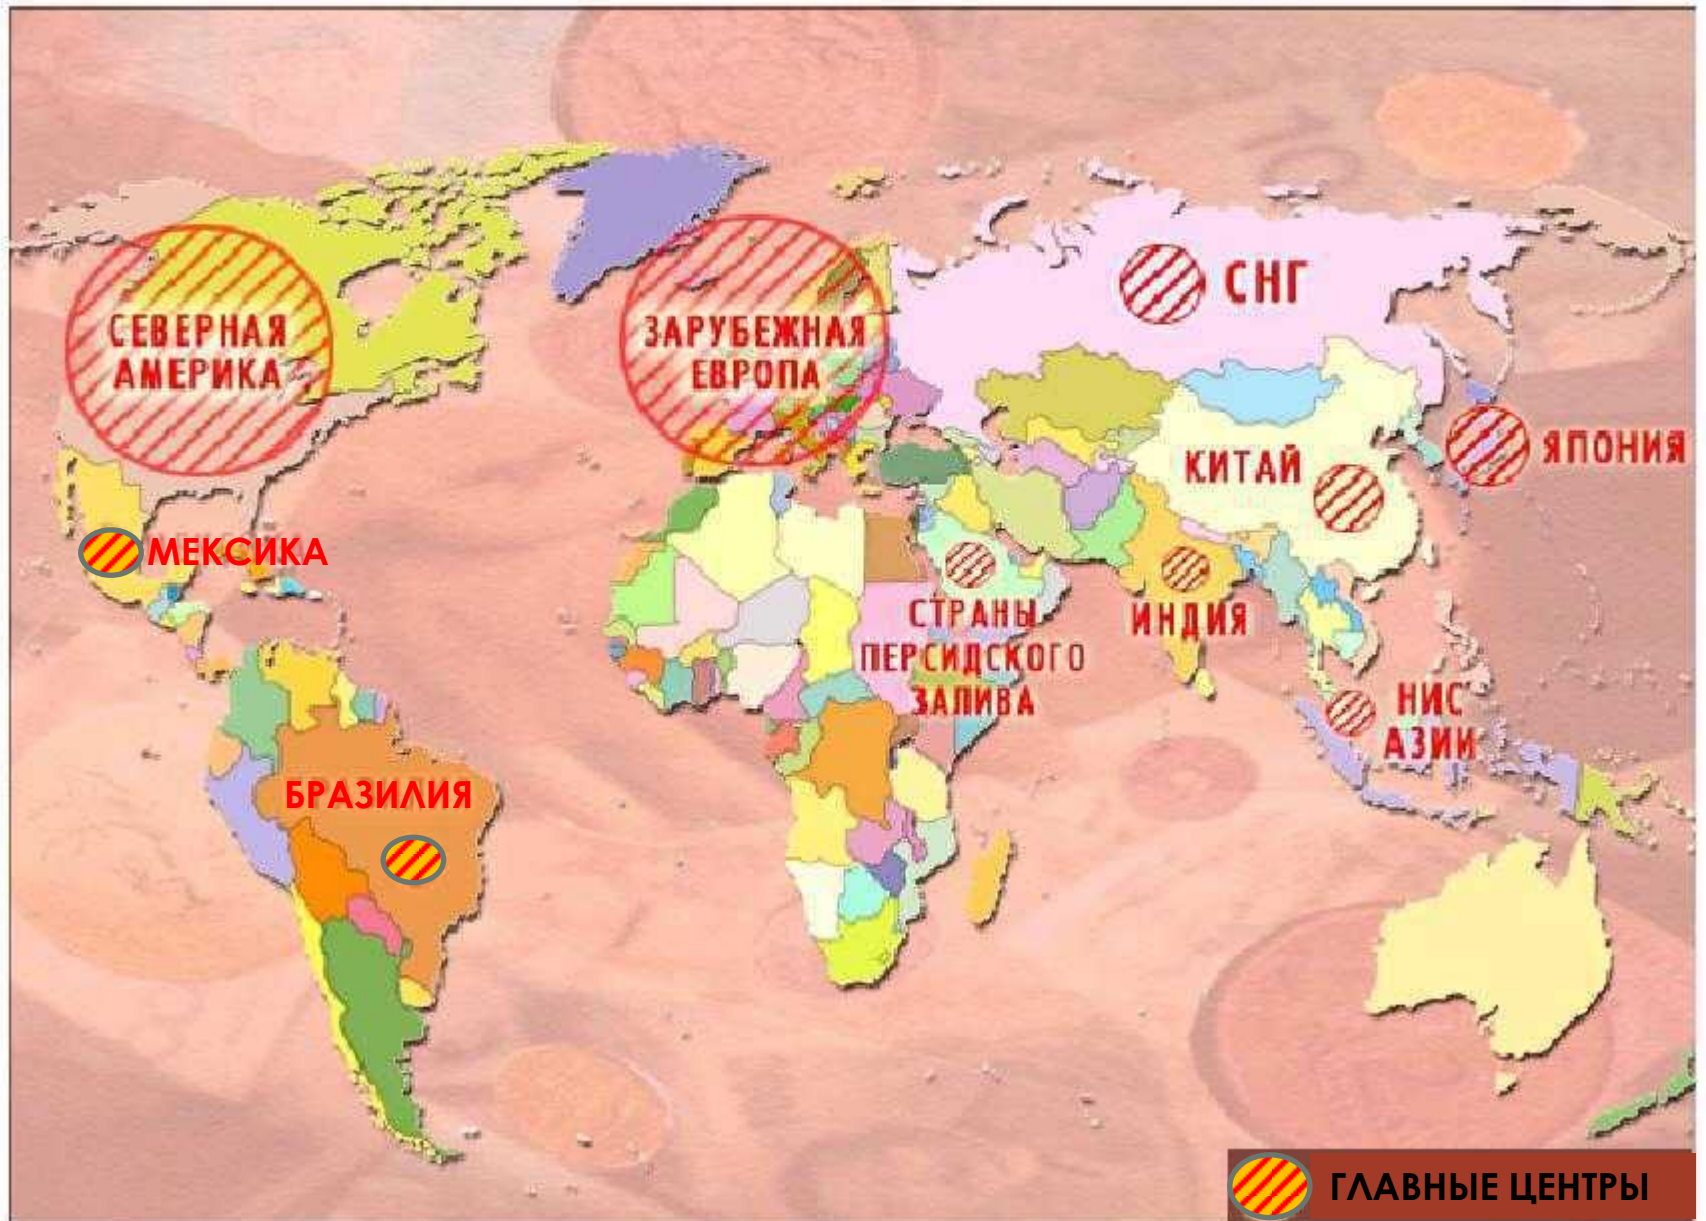 СЕВЕРНАЯ
АМЕРИКА
ЗАРУБЕЖНАЯ
ЕВРОПА
СНГ
ЯПОНИЯ
КИТАЙ
МЕКСИКА
СТРАНЫ
ПЕРСИДСКОГО
ЗАЛИВА
ИНДИЯ
НИС
АЗИИ
БРАЗИЛИЯ
ГЛАВНЫЕ ЦЕНТРЫ